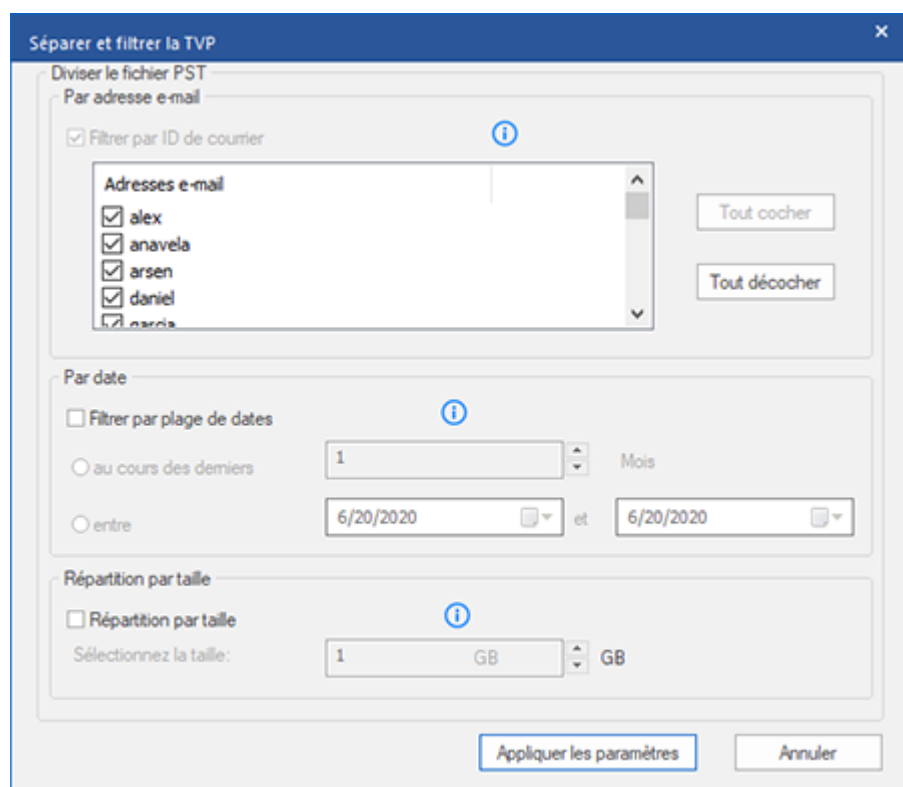 Séparer et filtrer la TVP
Diviser le fichier PST
Par adresse e-mail
Filtrer par ID de courrier
Adresses e-mail
alex
anavela
arsen
daniel
garcia
Tout cocher
Tout décocher
Par date
Filtrer par plage de dates
au cours des derniers
1
Mois
entre
6/20/2020
et
6/20/2020
Répartition par taille
Répartition par taille
Sélectionnez la taille:
1 GB
GB
Appliquer les paramètres
Annuler